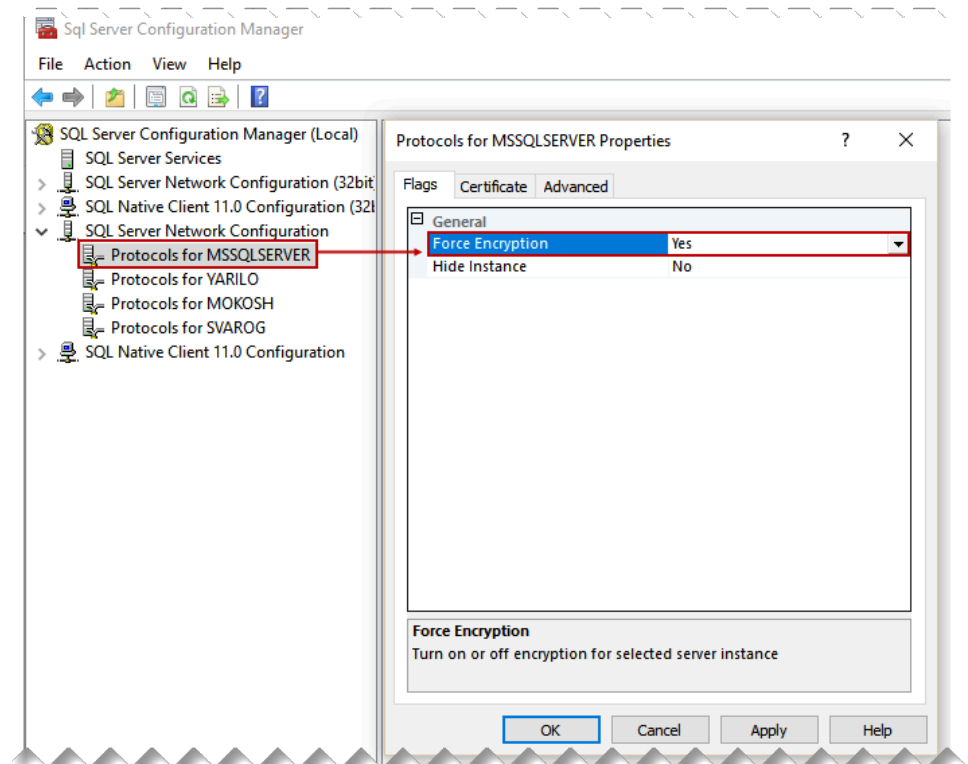 Sql Server Configuration Manager
File Action View Help
SQL Server Configuration Manager (Local)
SQL Server Services
SQL Server Network Configuration (32bit
SQL Native Client 11.0 Configuration (32b
SQL Server Network Configuration
Protocols for MSSQLSERVER
Protocols for YARILO
Protocols for MOKOSH
Protocols for SVAROG
SQL Native Client 11.0 Configuration
Protocols for MSSQLSERVER Properties ?
Flags Certificate Advanced
General
Force Encryption Yes
Hide Instance No
Force Encryption
Turn on or off encryption for selected server instance
OK Cancel Apply Help